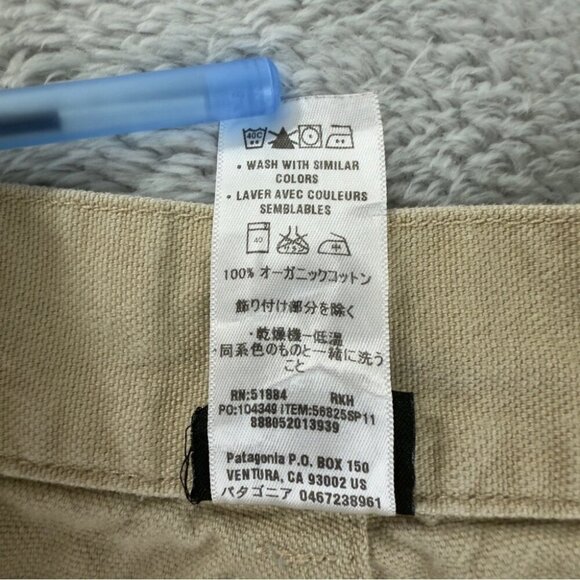 40C
• WASH WITH SIMILAR
COLORS
• LAVER AVEC COULEURS
SEMBLABLES
40
中
100% オーガニックコットン
飾り付け部分を除く
・乾燥機−低温
・同系色のものと一緒に洗う
こと
RN:51884 RKH
PO:104349 ITEM:56825SP11
888052013939
Patagonia P.O. BOX 150
VENTURA, CA 93002 US
パタゴニア 0467238961